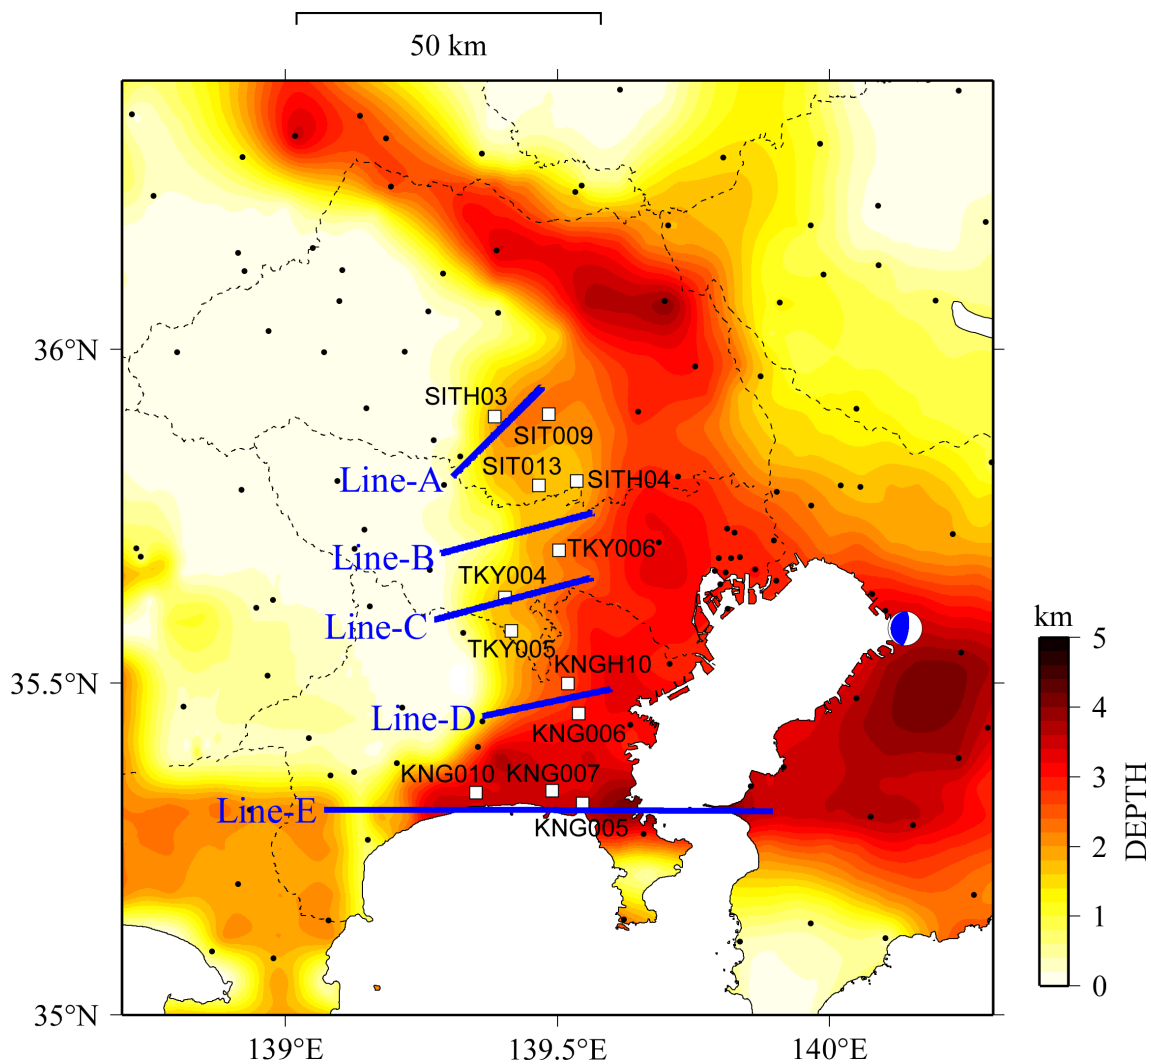 50 km
36°N
SITH03
SIT009
SIT013
SITH04
Line-A
Line-B
TKY006
TKY004
Line-C
TKY005
km
5
35.5°N
KNGH10
Line-D
KNG006
4
KNG010
KNG007
Line-E
KNG005
3
2
1
0
DEPTH
35°N
139°E
139.5°E
140°E